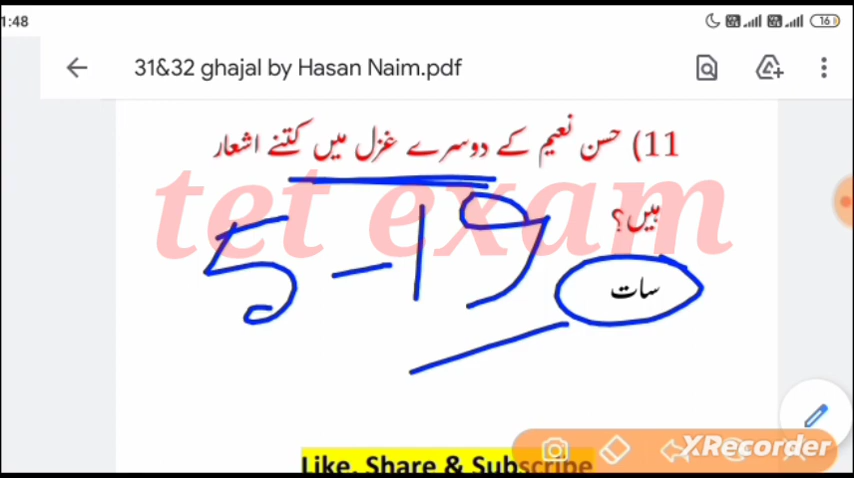 1:48
16
31&32 ghajal by Hasan Naim.pdf
11) حسن نعیم کے دوسرے غزل میں کتنے اشعار
ہیں؟
tet exam
5-19
سات
Like, Share & Subscribe
XRecorder